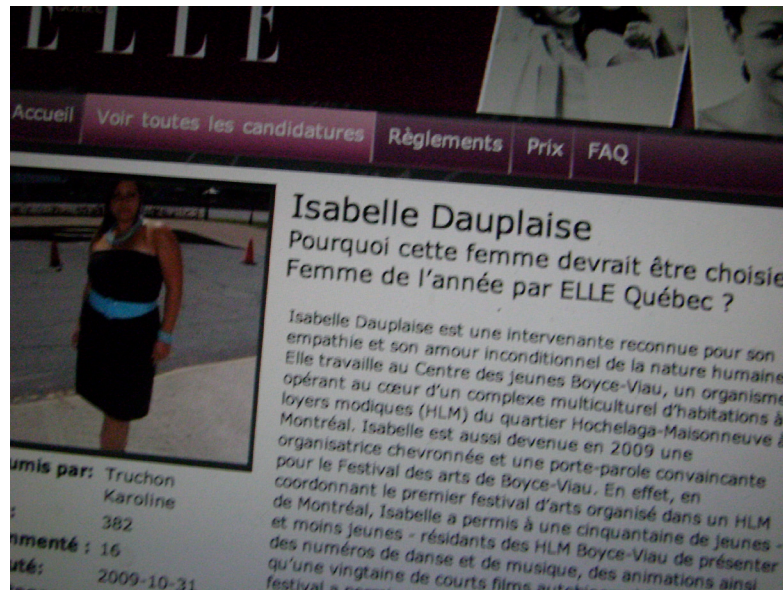 QUÉBEC
ELLE
Accueil Voir toutes les candidatures Règlements Prix FAQ
Isabelle Dauplaise
Pourquoi cette femme devrait être choisie
Femme de l'année par ELLE Québec ?
Isabelle Dauplaise est une intervenante reconnue pour son
empathie et son amour inconditionnel de la nature humaine
Elle travaille au Centre des jeunes Boyce-Viau, un organisme
opérant au cœur d'un complexe multiculturel d'habitations à
loyers modiques (HLM) du quartier Hochelaga-Maisonneuve à
Montréal. Isabelle est aussi devenue en 2009 une
organisatrice chevronnée et une porte-parole convaincante
pour le Festival des arts de Boyce-Viau. En effet, en
coordonnant le premier festival d'arts organisé dans un HLM
de Montréal, Isabelle a permis à une cinquantaine de jeunes -
et moins jeunes - résidants des HLM Boyce-Viau de présenter
des numéros de danse et de musique, des animations ainsi
qu'une vingtaine de courts films
festival a
umis par: Truchon
Karoline
: 382
mmenté : 16
uté: 2009-10-31